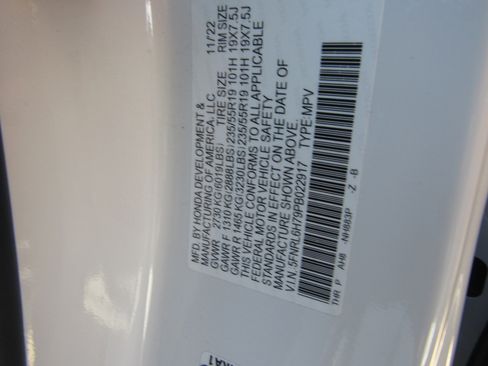 MFD. BY HONDA DEVELOPMENT &
MANUFACTURING OF AMERICA, LLC 11/'22
GVWR 2730 KG(6019LBS) TIRE SIZE RIM SIZE
GAWR F 1310 KG(2888LBS)235/55R19 101H 19X7.5J
GAWR R 1465 KG(3230LBS)235/55R19 101H 19X7.5J
THIS VEHICLE CONFORMS TO ALL APPLICABLE
FEDERAL MOTOR VEHICLE SAFETY
STANDARDS IN EFFECT ON THE DATE OF
MANUFACTURE SHOWN ABOVE.
V.I.N. 5FNRL6H79PB022917 TYPE:MPV
THR P AHB -NH883P -Z -B